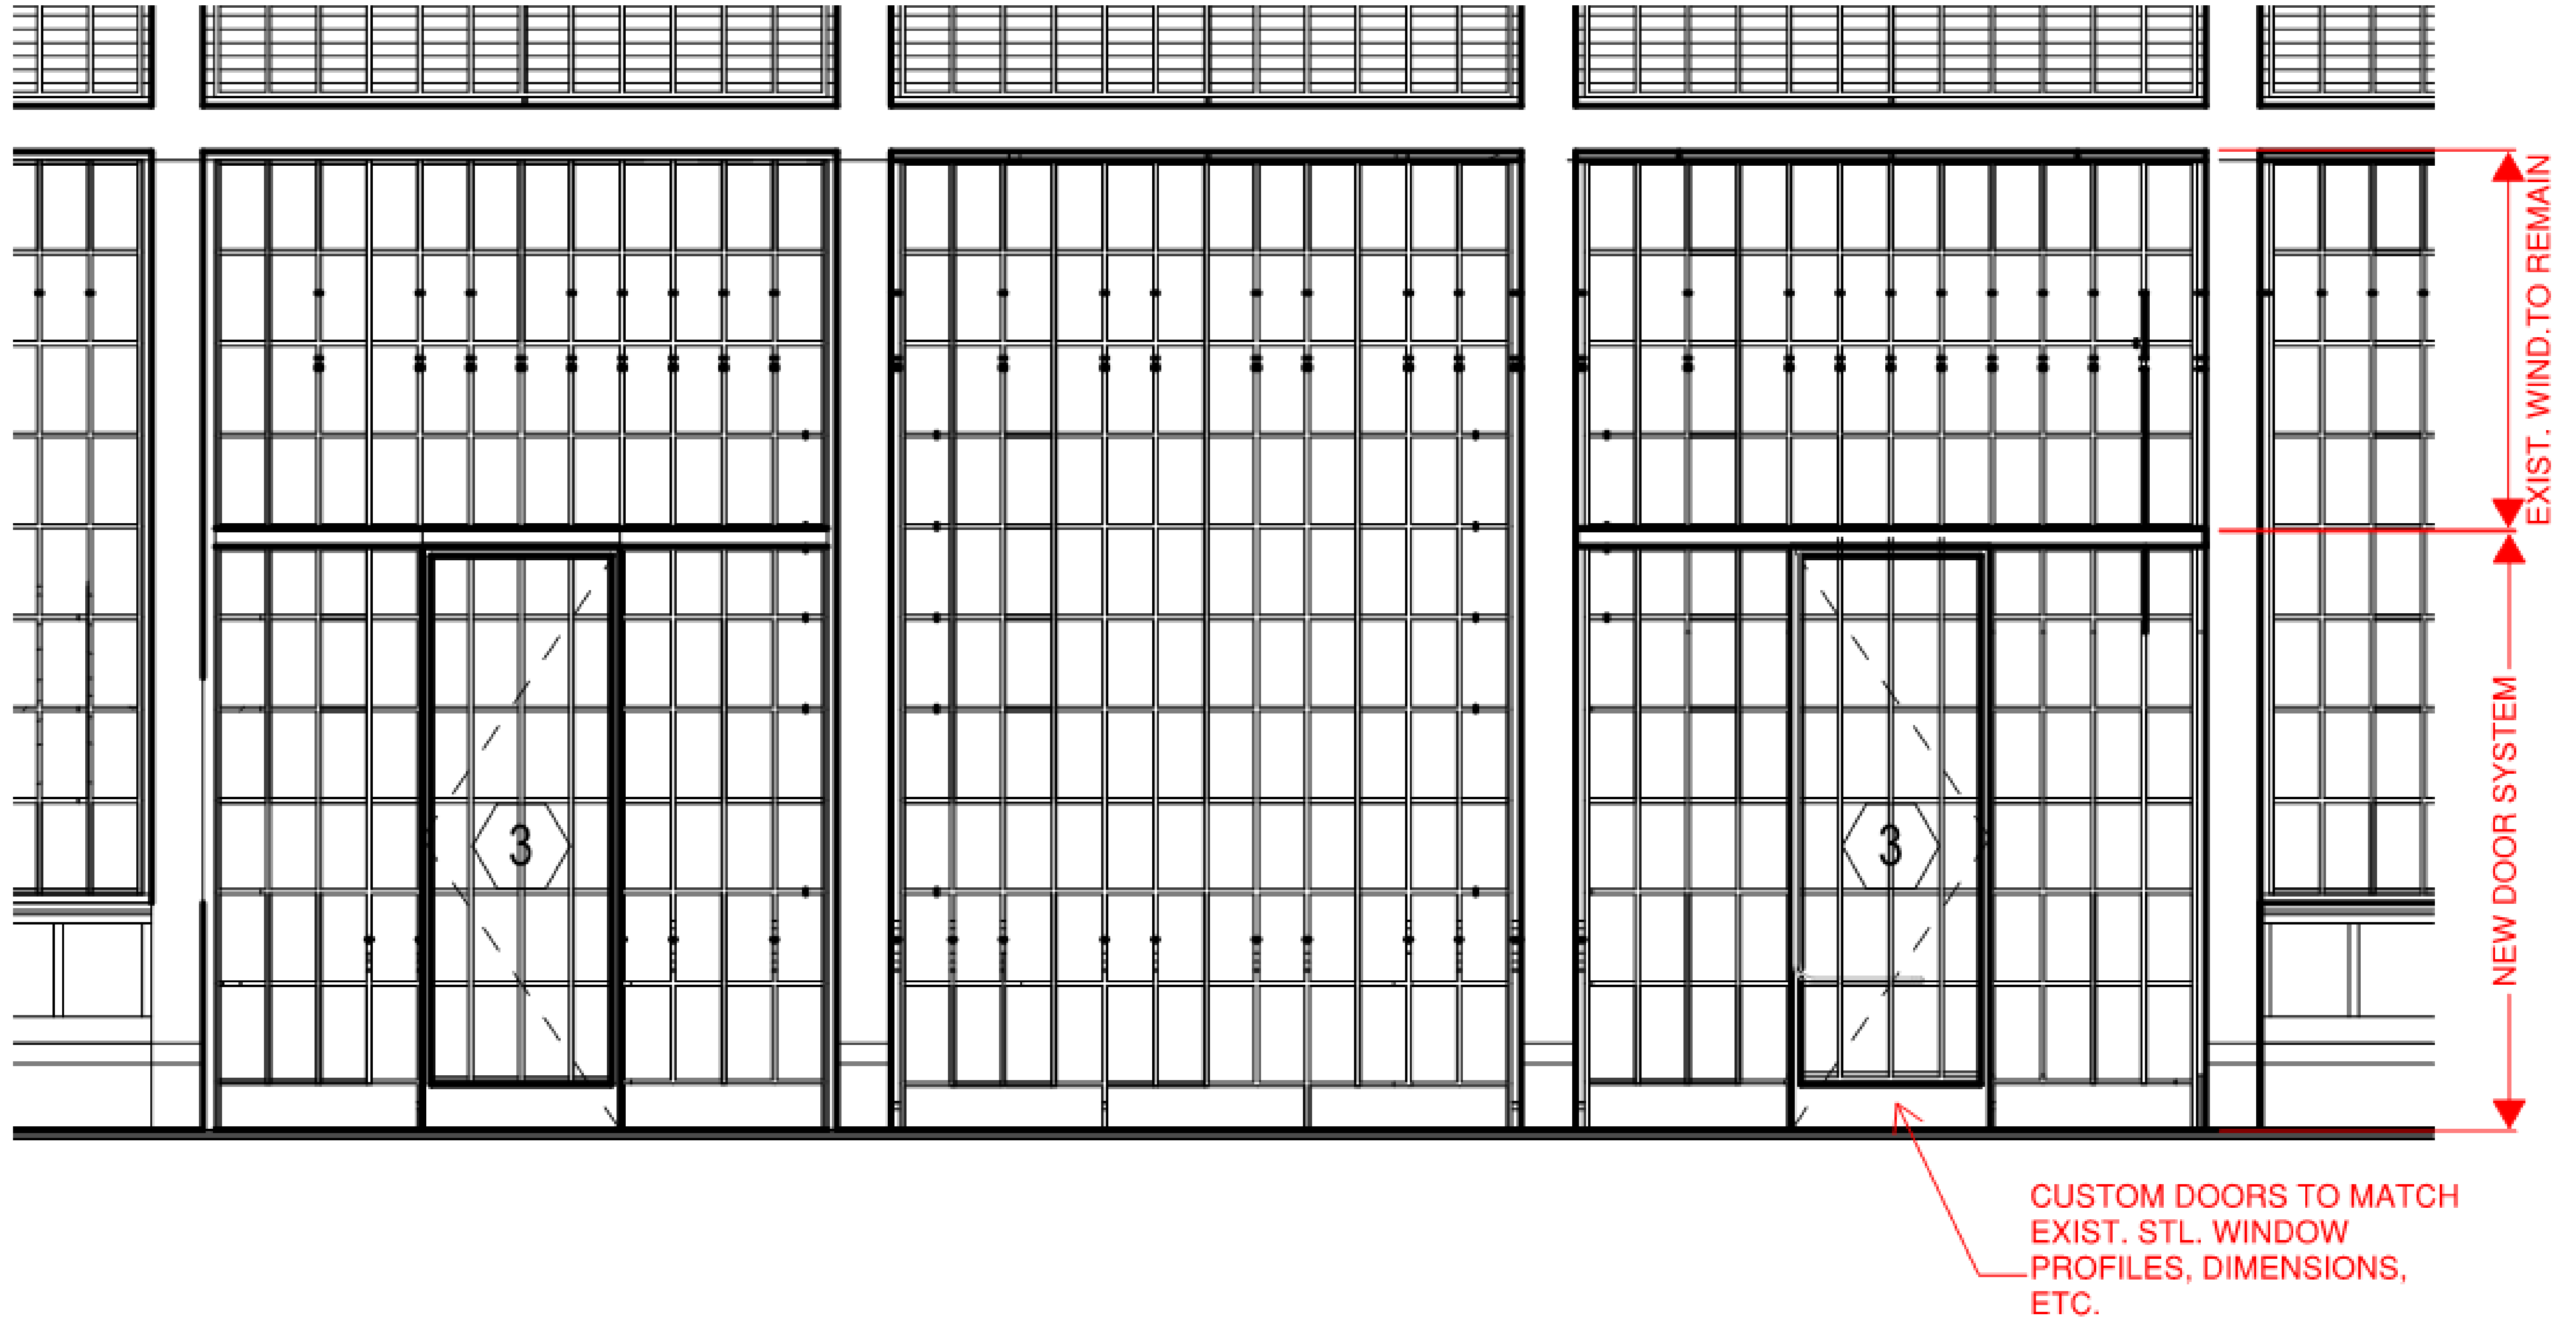 EXIST. WIND.TO REMAIN
3
3
NEW DOOR SYSTEM
CUSTOM DOORS TO MATCH
EXIST. STL. WINDOW
PROFILES, DIMENSIONS,
ETC.